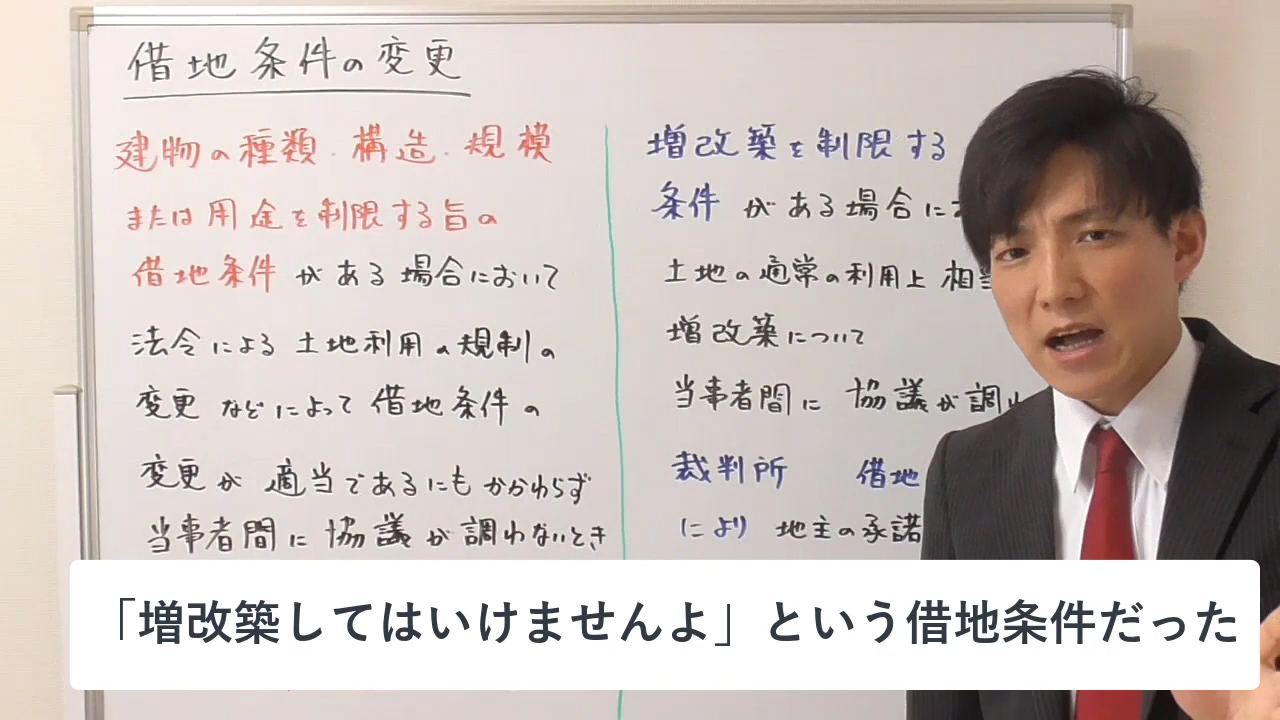 借地条件の変更
建物の種類・構造・規模
または用途を制限する旨の
借地条件がある場合において
法令による土地利用の規制の
変更などによって借地条件の
変更が適当であるにもかかわらず
当事者間に協議が調わないとき
増改築を制限する
条件がある場合に
土地の通常の利用上相
増改築について
当事者間に協議が調わ
裁判所 借地
により地主の承諾
「増改築してはいけませんよ」という借地条件だった